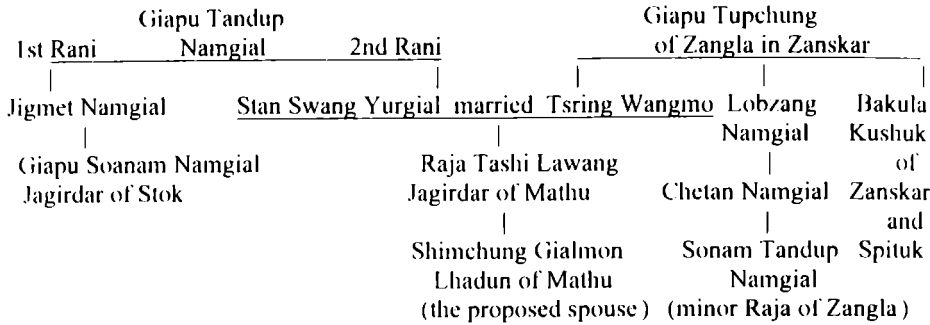 Giapu Tandup Giapu Tupchung
1st Rani Namgial 2nd Rani of Zangla in Zanskar
Jigmet Namgial Stan Swang Yurgial married Tsring Wangmo Lobzang Bakula
Namgial Kushuk
Giapu Soanam Namgial Raja Tashi Lawang of
Jagirdar of Stok Jagirdar of Mathu Chetan Namgial Zanskar
and
Shimchung Gialmon Sonam Tandup Spituk
Lhadun of Mathu Namgial
(the proposed spouse) (minor Raja of Zangla)